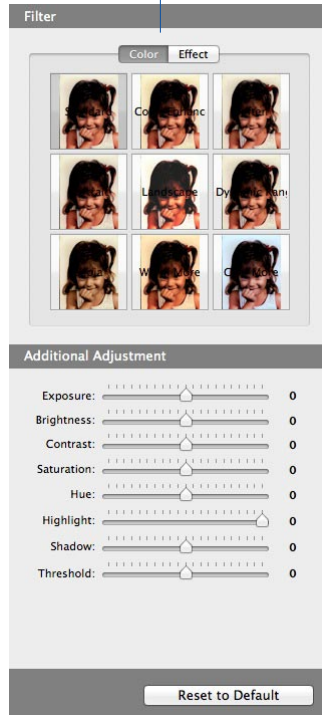 Filter
Color Effect
Landscape
Additional Adjustment
Exposure: 0
Brightness: 0
Contrast: 0
Saturation: 0
Hue: 0
Highlight: 0
Shadow: 0
Threshold: 0
Reset to Default